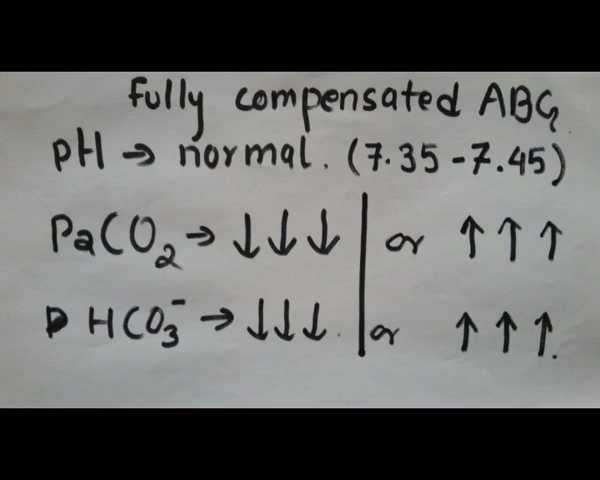 Fully compensated ABG
pH → normal. (7.35-7.45)
PaCO₂ → ↓↓↓ | or ↑↑↑
HCO₃⁻ → ↓↓↓. | or ↑↑↑.